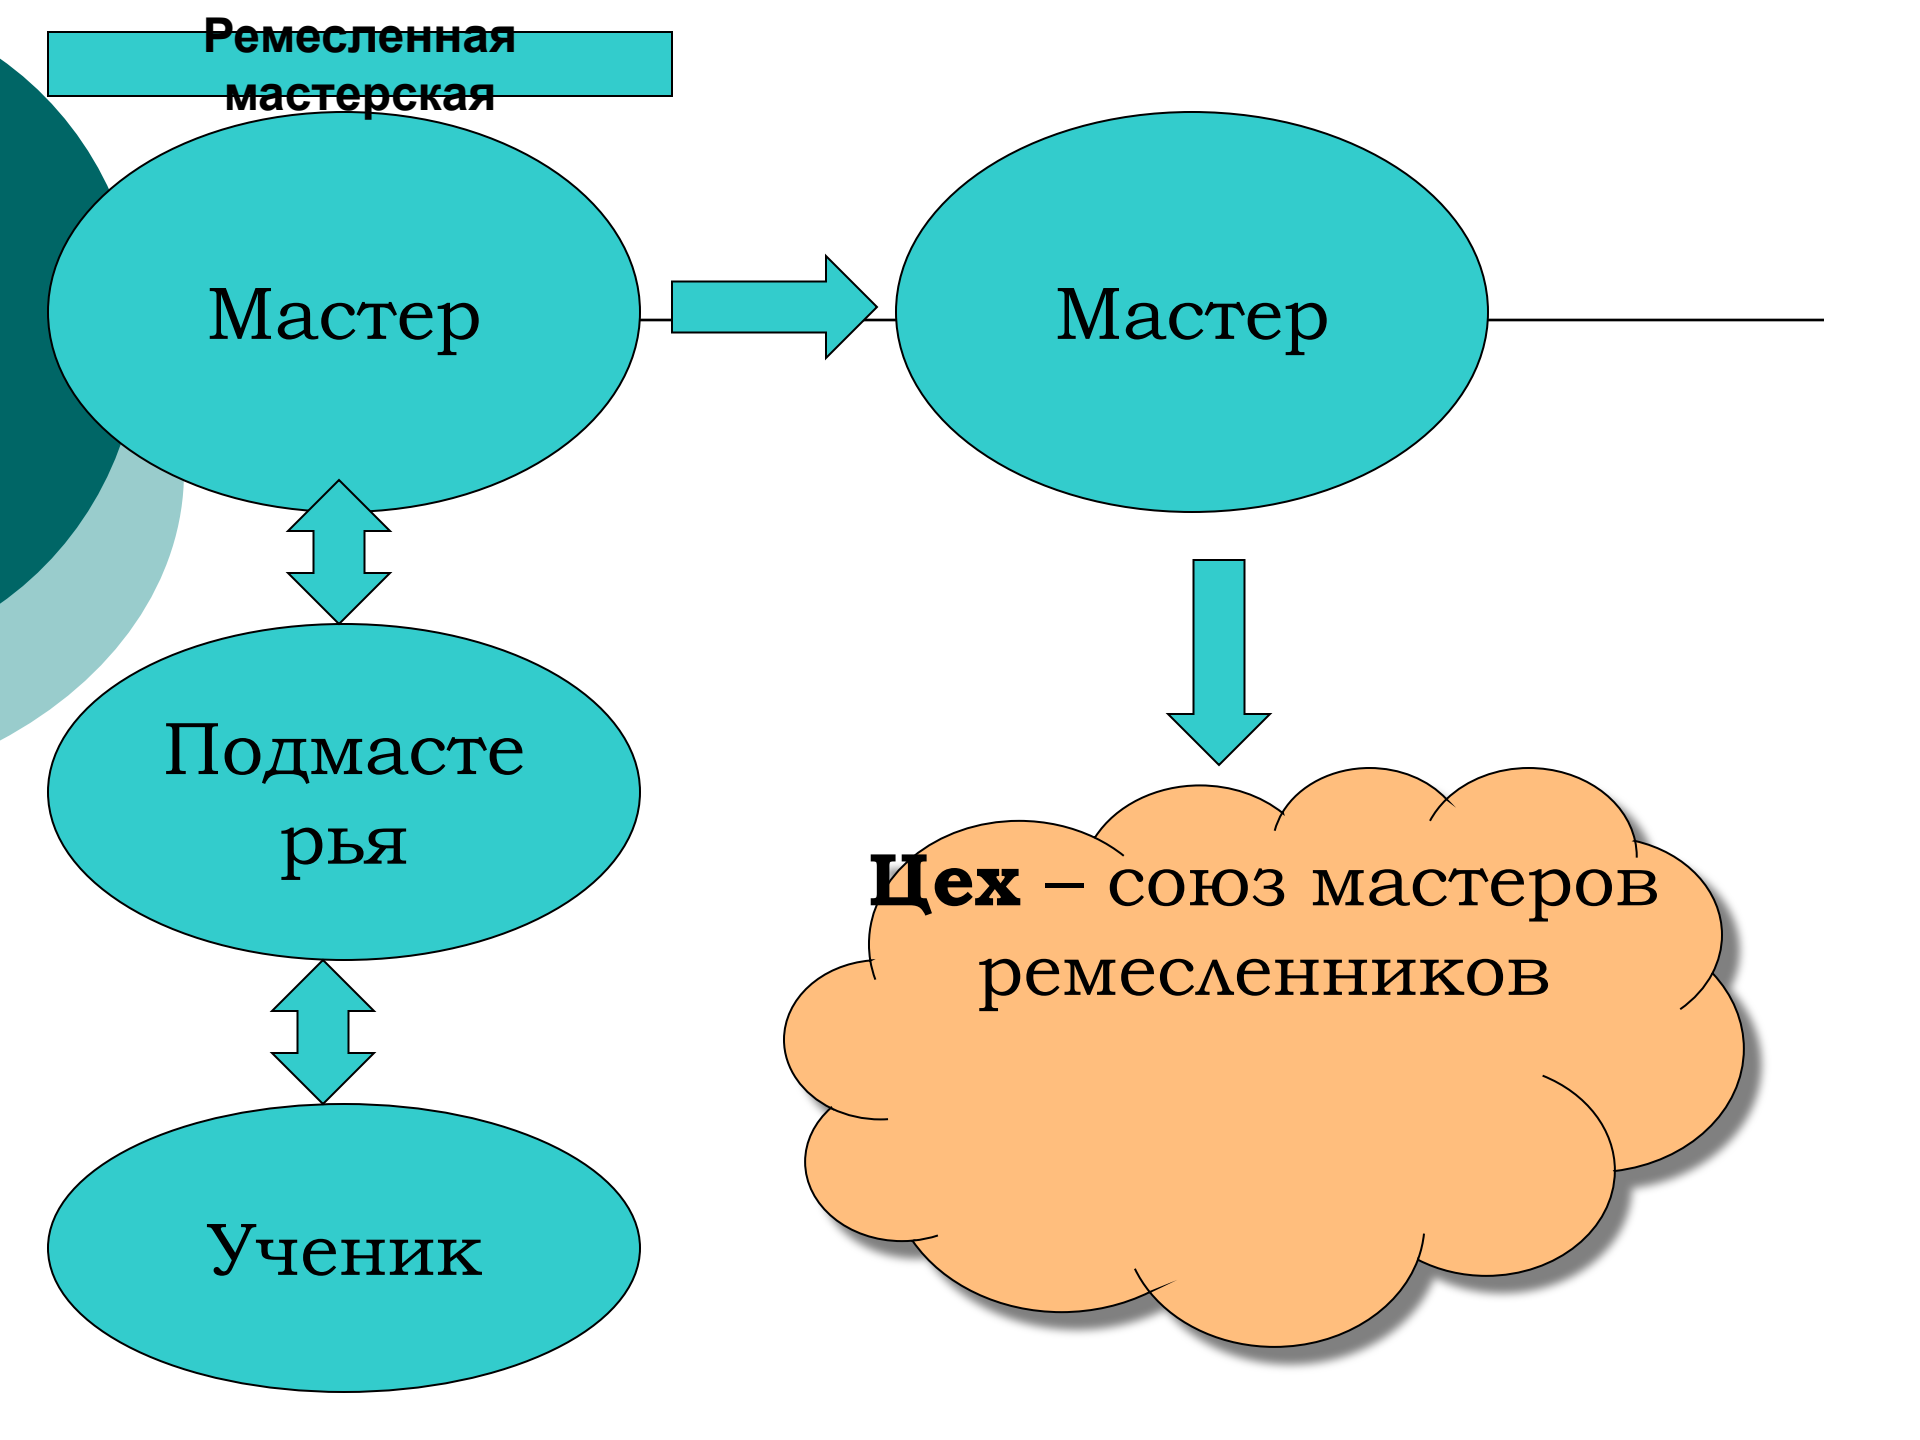 Ремесленная
мастерская
Мастер
Мастер
Подмасте
рья
Цех – союз мастеров
ремесленников
Ученик